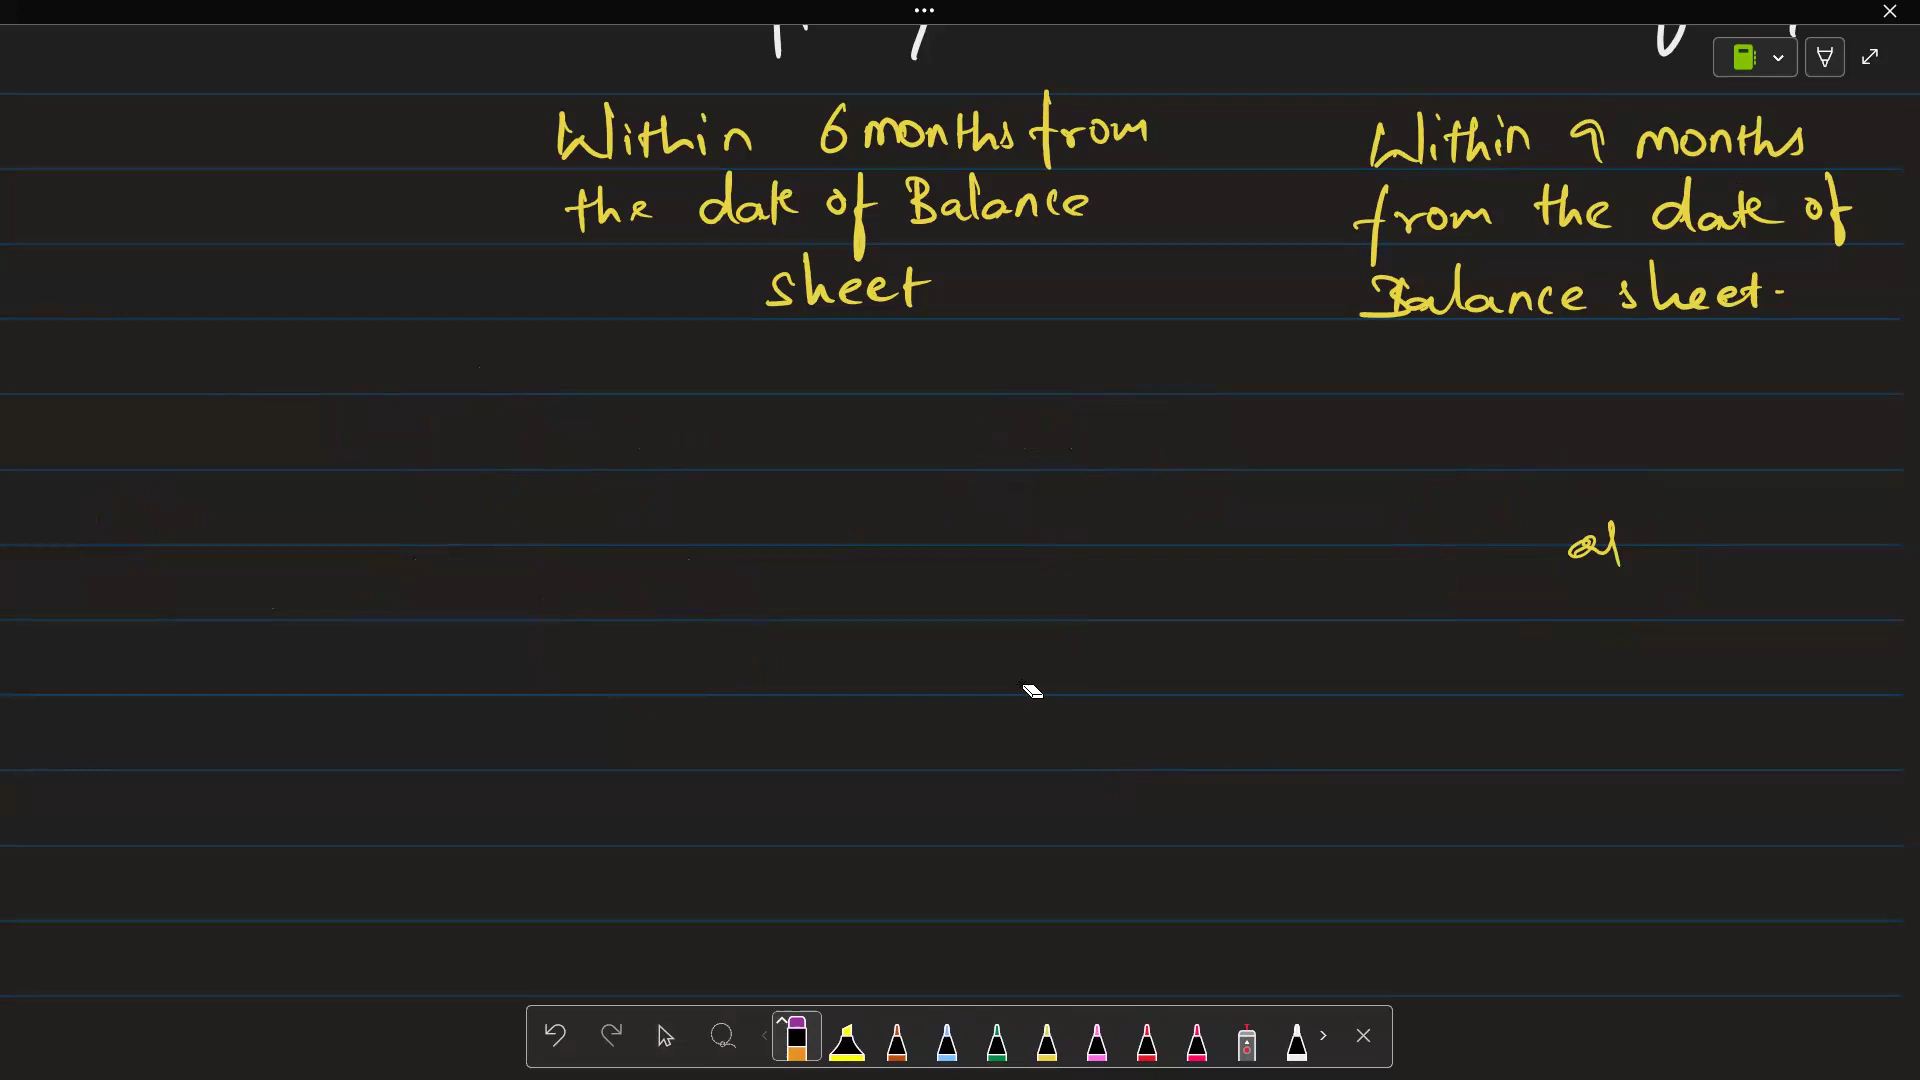 Within 6 months from
the date of Balance
sheet
Within 9 months
from the date of
Balance sheet.